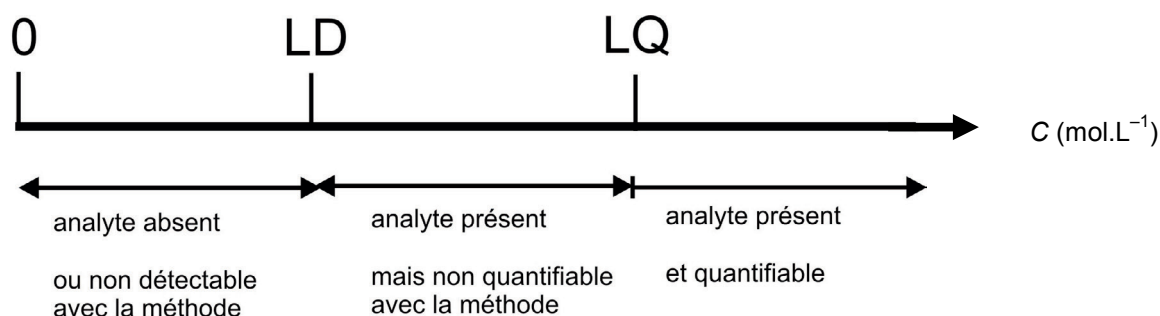 0 LD LQ
C (mol.L⁻¹)
analyte absent
ou non détectable
avec la méthode
analyte présent
mais non quantifiable
avec la méthode
analyte présent
et quantifiable